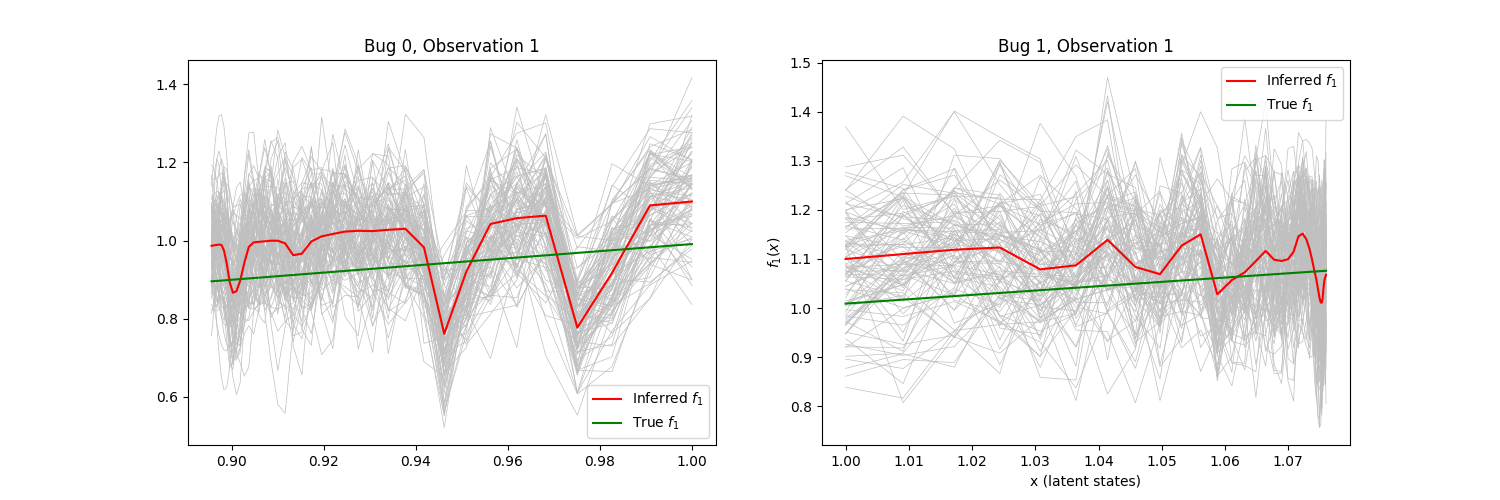 Bug 0, Observation 1
1.4
1.2
1.0
0.8
0.6
0.90 0.92 0.94 0.96 0.98 1.00
Inferred f₁
True f₁
Bug 1, Observation 1
1.5
1.4
1.3
1.2
1.1
1.0
0.9
0.8
f₁(x)
Inferred f₁
True f₁
1.00 1.01 1.02 1.03 1.04 1.05 1.06 1.07
x (latent states)